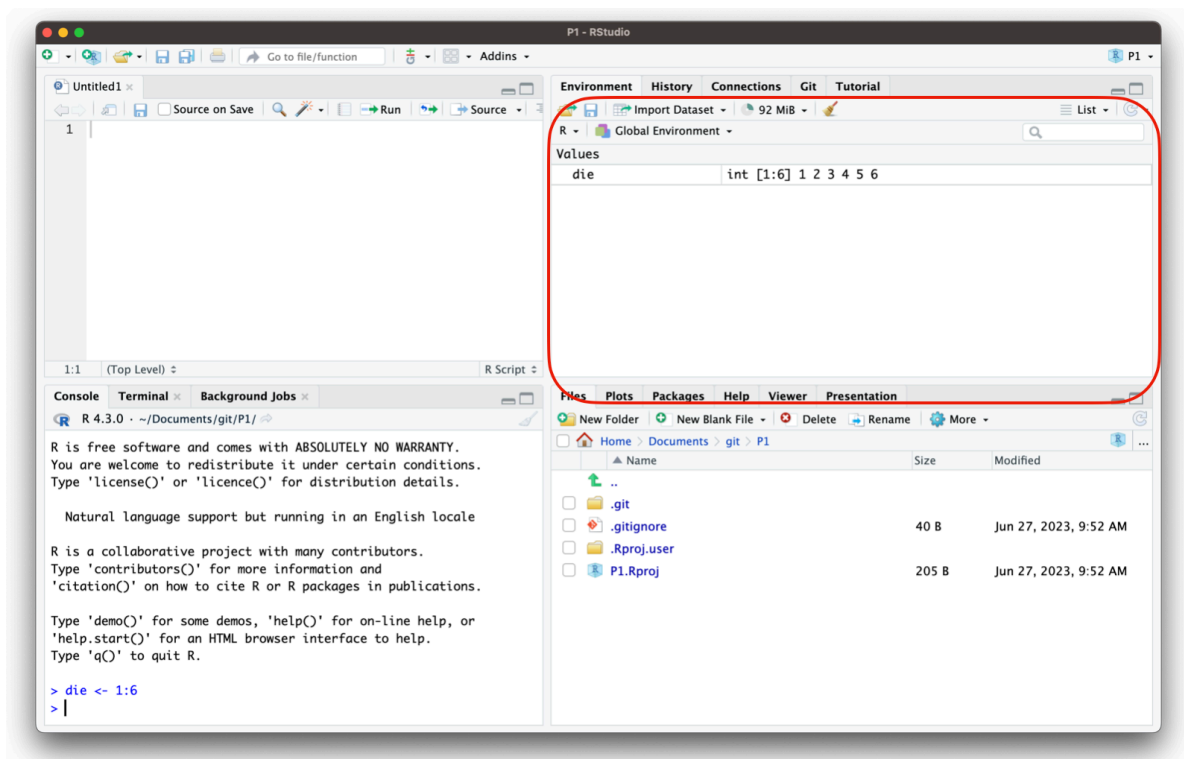 P1 - RStudio
Go to file/function
Addins
P1
Untitled1
Source on Save
Run
Source
1
1:1
(Top Level)
R Script
Environment
History
Connections
Git
Tutorial
Import Dataset
92 MiB
List
R
Global Environment
Values
die
int [1:6] 1 2 3 4 5 6
Console
Terminal
Background Jobs
R 4.3.0 · ~/Documents/git/P1/
R is free software and comes with ABSOLUTELY NO WARRANTY.
You are welcome to redistribute it under certain conditions.
Type 'license()' or 'licence()' for distribution details.
Natural language support but running in an English locale
R is a collaborative project with many contributors.
Type 'contributors()' for more information and
'citation()' on how to cite R or R packages in publications.
Type 'demo()' for some demos, 'help()' for on-line help, or
'help.start()' for an HTML browser interface to help.
Type 'q()' to quit R.
> die <- 1:6
>
Files
Plots
Packages
Help
Viewer
Presentation
New Folder
New Blank File
Delete
Rename
More
Home > Documents > git > P1
...
Name
Size
Modified
..
.git
.gitignore 40 B Jun 27, 2023, 9:52 AM
.Rproj.user
P1.Rproj 205 B Jun 27, 2023, 9:52 AM